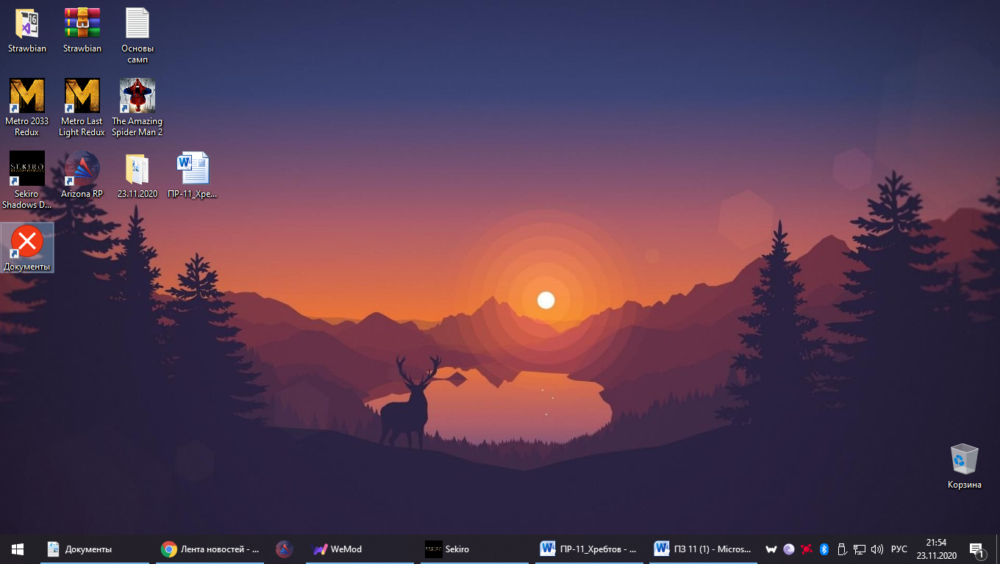 Strawbian
Strawbian
Основы
самп
Metro 2033
Redux
Metro Last
Light Redux
The Amazing
Spider Man 2
SEKIRO
Sekiro
Shadows D...
Arizona RP
23.11.2020
ПР-11_Хре...
Документы
Корзина
Документы
Лента новостей - ...
WeMod
Sekiro
ПР-11_Хребтов - ...
ПЗ 11 (1) - Micros...
РУС
21:54
23.11.2020
1